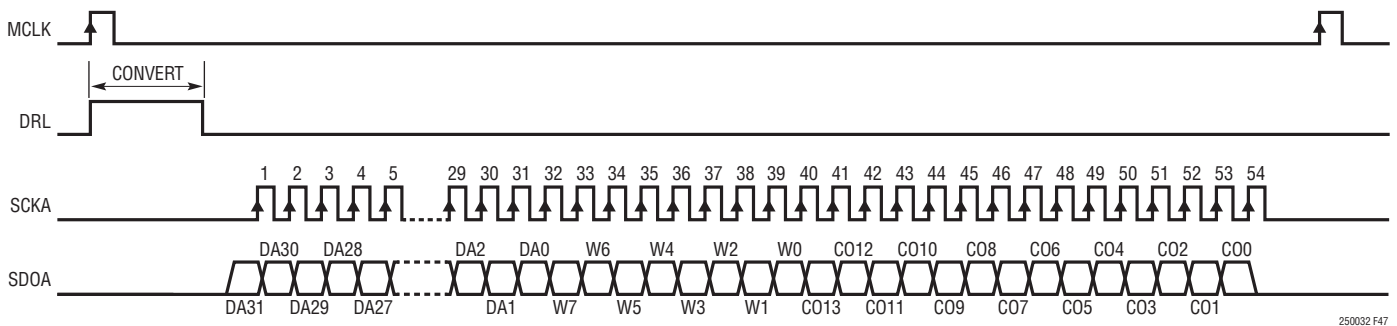 MCLK
CONVERT
DRL
1 2 3 4 5 29 30 31 32 33 34 35 36 37 38 39 40 41 42 43 44 45 46 47 48 49 50 51 52 53 54
SCKA
DA30 DA28 DA2 DA0 W6 W4 W2 W0 CO12 CO10 CO8 CO6 CO4 CO2 CO0
SDOA
DA31 DA29 DA27 DA1 W7 W5 W3 W1 CO13 CO11 CO9 CO7 CO5 CO3 CO1
250032 F47